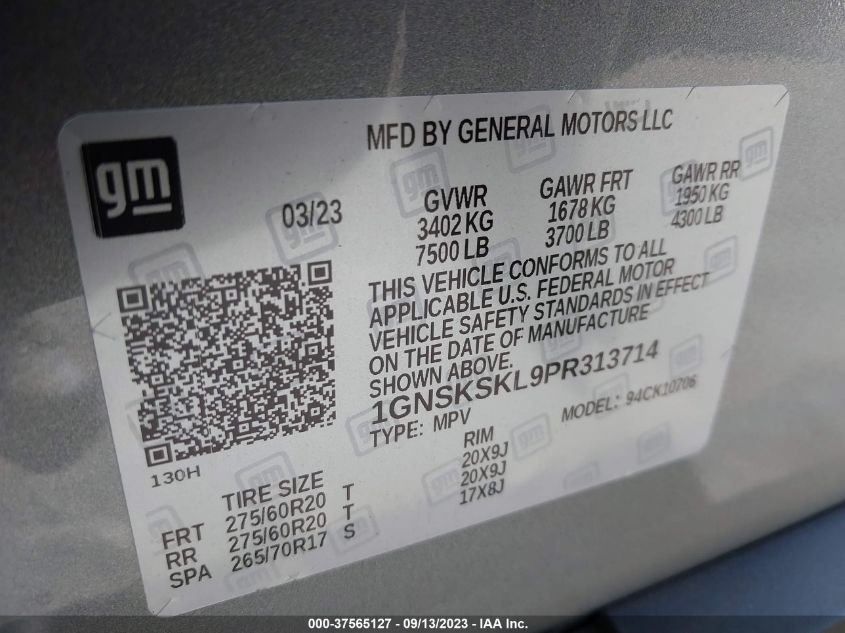 gm
MFD BY GENERAL MOTORS LLC
03/23
GVWR GAWR FRT GAWR RR
3402 KG 1678 KG 1950 KG
7500 LB 3700 LB 4300 LB
THIS VEHICLE CONFORMS TO ALL
APPLICABLE U.S. FEDERAL MOTOR
VEHICLE SAFETY STANDARDS IN EFFECT
ON THE DATE OF MANUFACTURE
SHOWN ABOVE.
1GNSKSKL9PR313714
TYPE: MPV MODEL: 94CK10706
130H
TIRE SIZE RIM
FRT 275/60R20 T 20X9J
RR 275/60R20 T 20X9J
SPA 265/70R17 S 17X8J
000-37565127 - 09/13/2023 - IAA Inc.